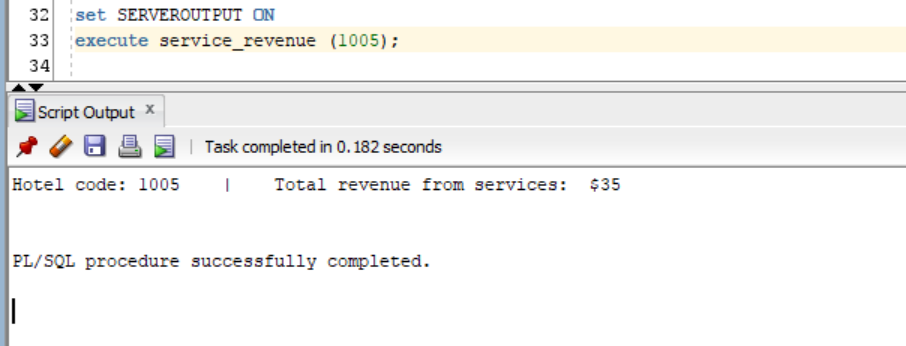 32 set SERVEROUTPUT ON
33 execute service_revenue (1005);
34
Script Output x
Task completed in 0.182 seconds
Hotel code: 1005 | Total revenue from services: $35
PL/SQL procedure successfully completed.